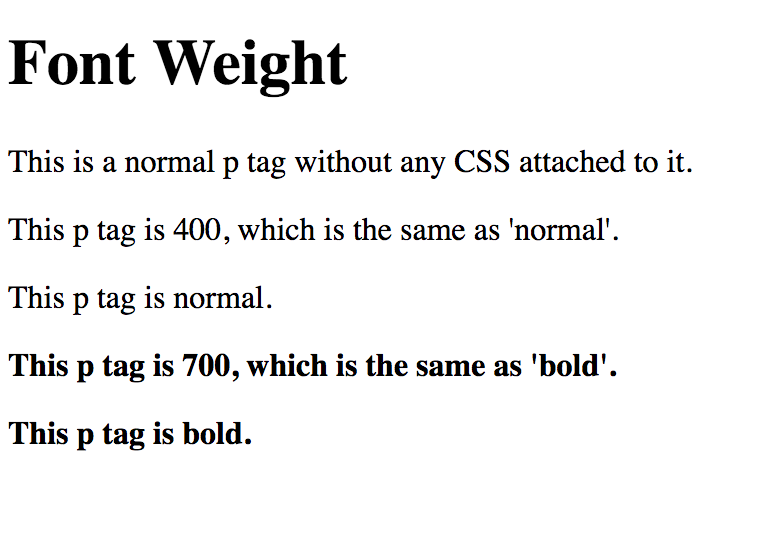 Font Weight
This is a normal p tag without any CSS attached to it.
This p tag is 400, which is the same as 'normal'.
This p tag is normal.
This p tag is 700, which is the same as 'bold'.
This p tag is bold.